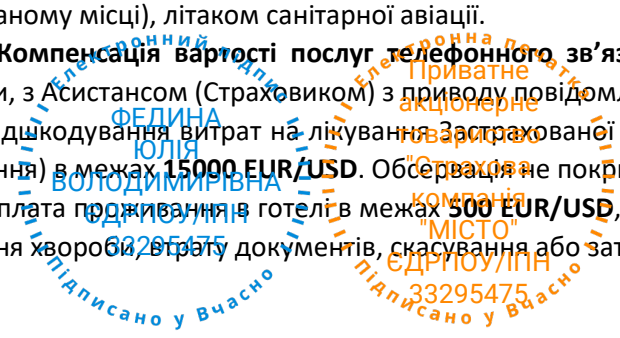 аному місці), літаком санітарної авіації.
Компенсація вартості послуг телефонного зв'яз
и, з Асистансом (Страховиком) з приводу повідомл
дшкодування витрат на лікування Застрахованої
ння) в межах 15000 EUR/USD. Обсервація не покри
плата проживання в готелі в межах 500 EUR/USD,
ня хвороби, втрату документів, скасування або зат
Електронний підпис
ФЕДИНА
ЮЛІЯ
ВОЛОДИМИРІВНА
ЄДРПОУ/ІПН
33295475
Підписано у Вчасно
Електронна печатка
Приватне
акціонерне
товариство
"Страхова
компанія
"МІСТО"
ЄДРПОУ/ІПН
33295475
Підписано у Вчасно